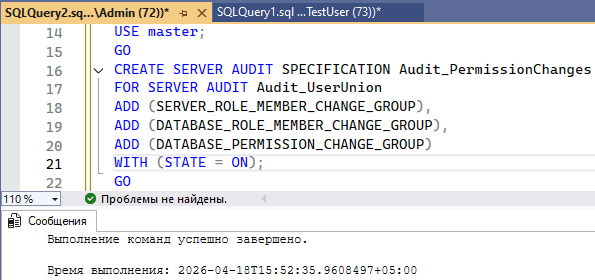 SQLQuery2.sq...\Admin (72))* SQLQuery1.sql ...TestUser (73))*
14 USE master;
15 GO
16 CREATE SERVER AUDIT SPECIFICATION Audit_PermissionChanges
17 FOR SERVER AUDIT Audit_UserUnion
18 ADD (SERVER_ROLE_MEMBER_CHANGE_GROUP),
19 ADD (DATABASE_ROLE_MEMBER_CHANGE_GROUP),
20 ADD (DATABASE_PERMISSION_CHANGE_GROUP)
21 WITH (STATE = ON);
22 GO
110 % Проблемы не найдены.
Сообщения
Выполнение команд успешно завершено.
Время выполнения: 2026-04-18T15:52:35.9608497+05:00